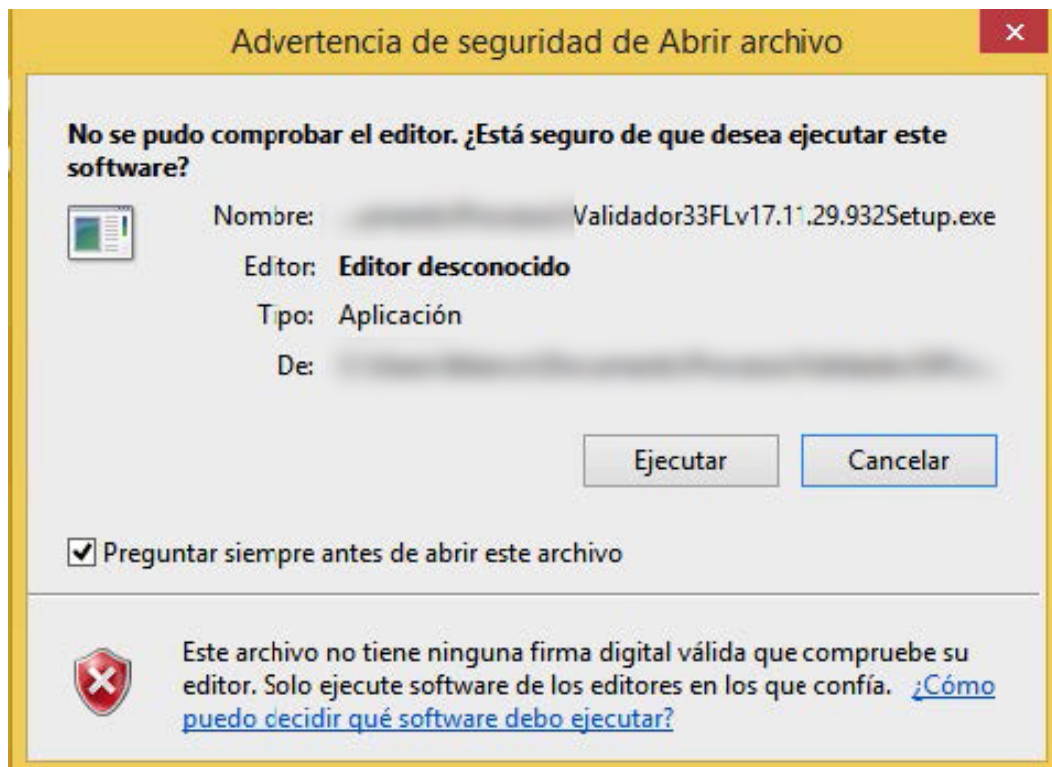 Advertencia de seguridad de Abrir archivo
No se pudo comprobar el editor. ¿Está seguro de que desea ejecutar este
software?
Nombre: Validador33FLv17.11.29.932Setup.exe
Editor: Editor desconocido
Tipo: Aplicación
De:
Ejecutar Cancelar
Preguntar siempre antes de abrir este archivo
Este archivo no tiene ninguna firma digital válida que compruebe su
editor. Solo ejecute software de los editores en los que confía. ¿Cómo
puedo decidir qué software debo ejecutar?